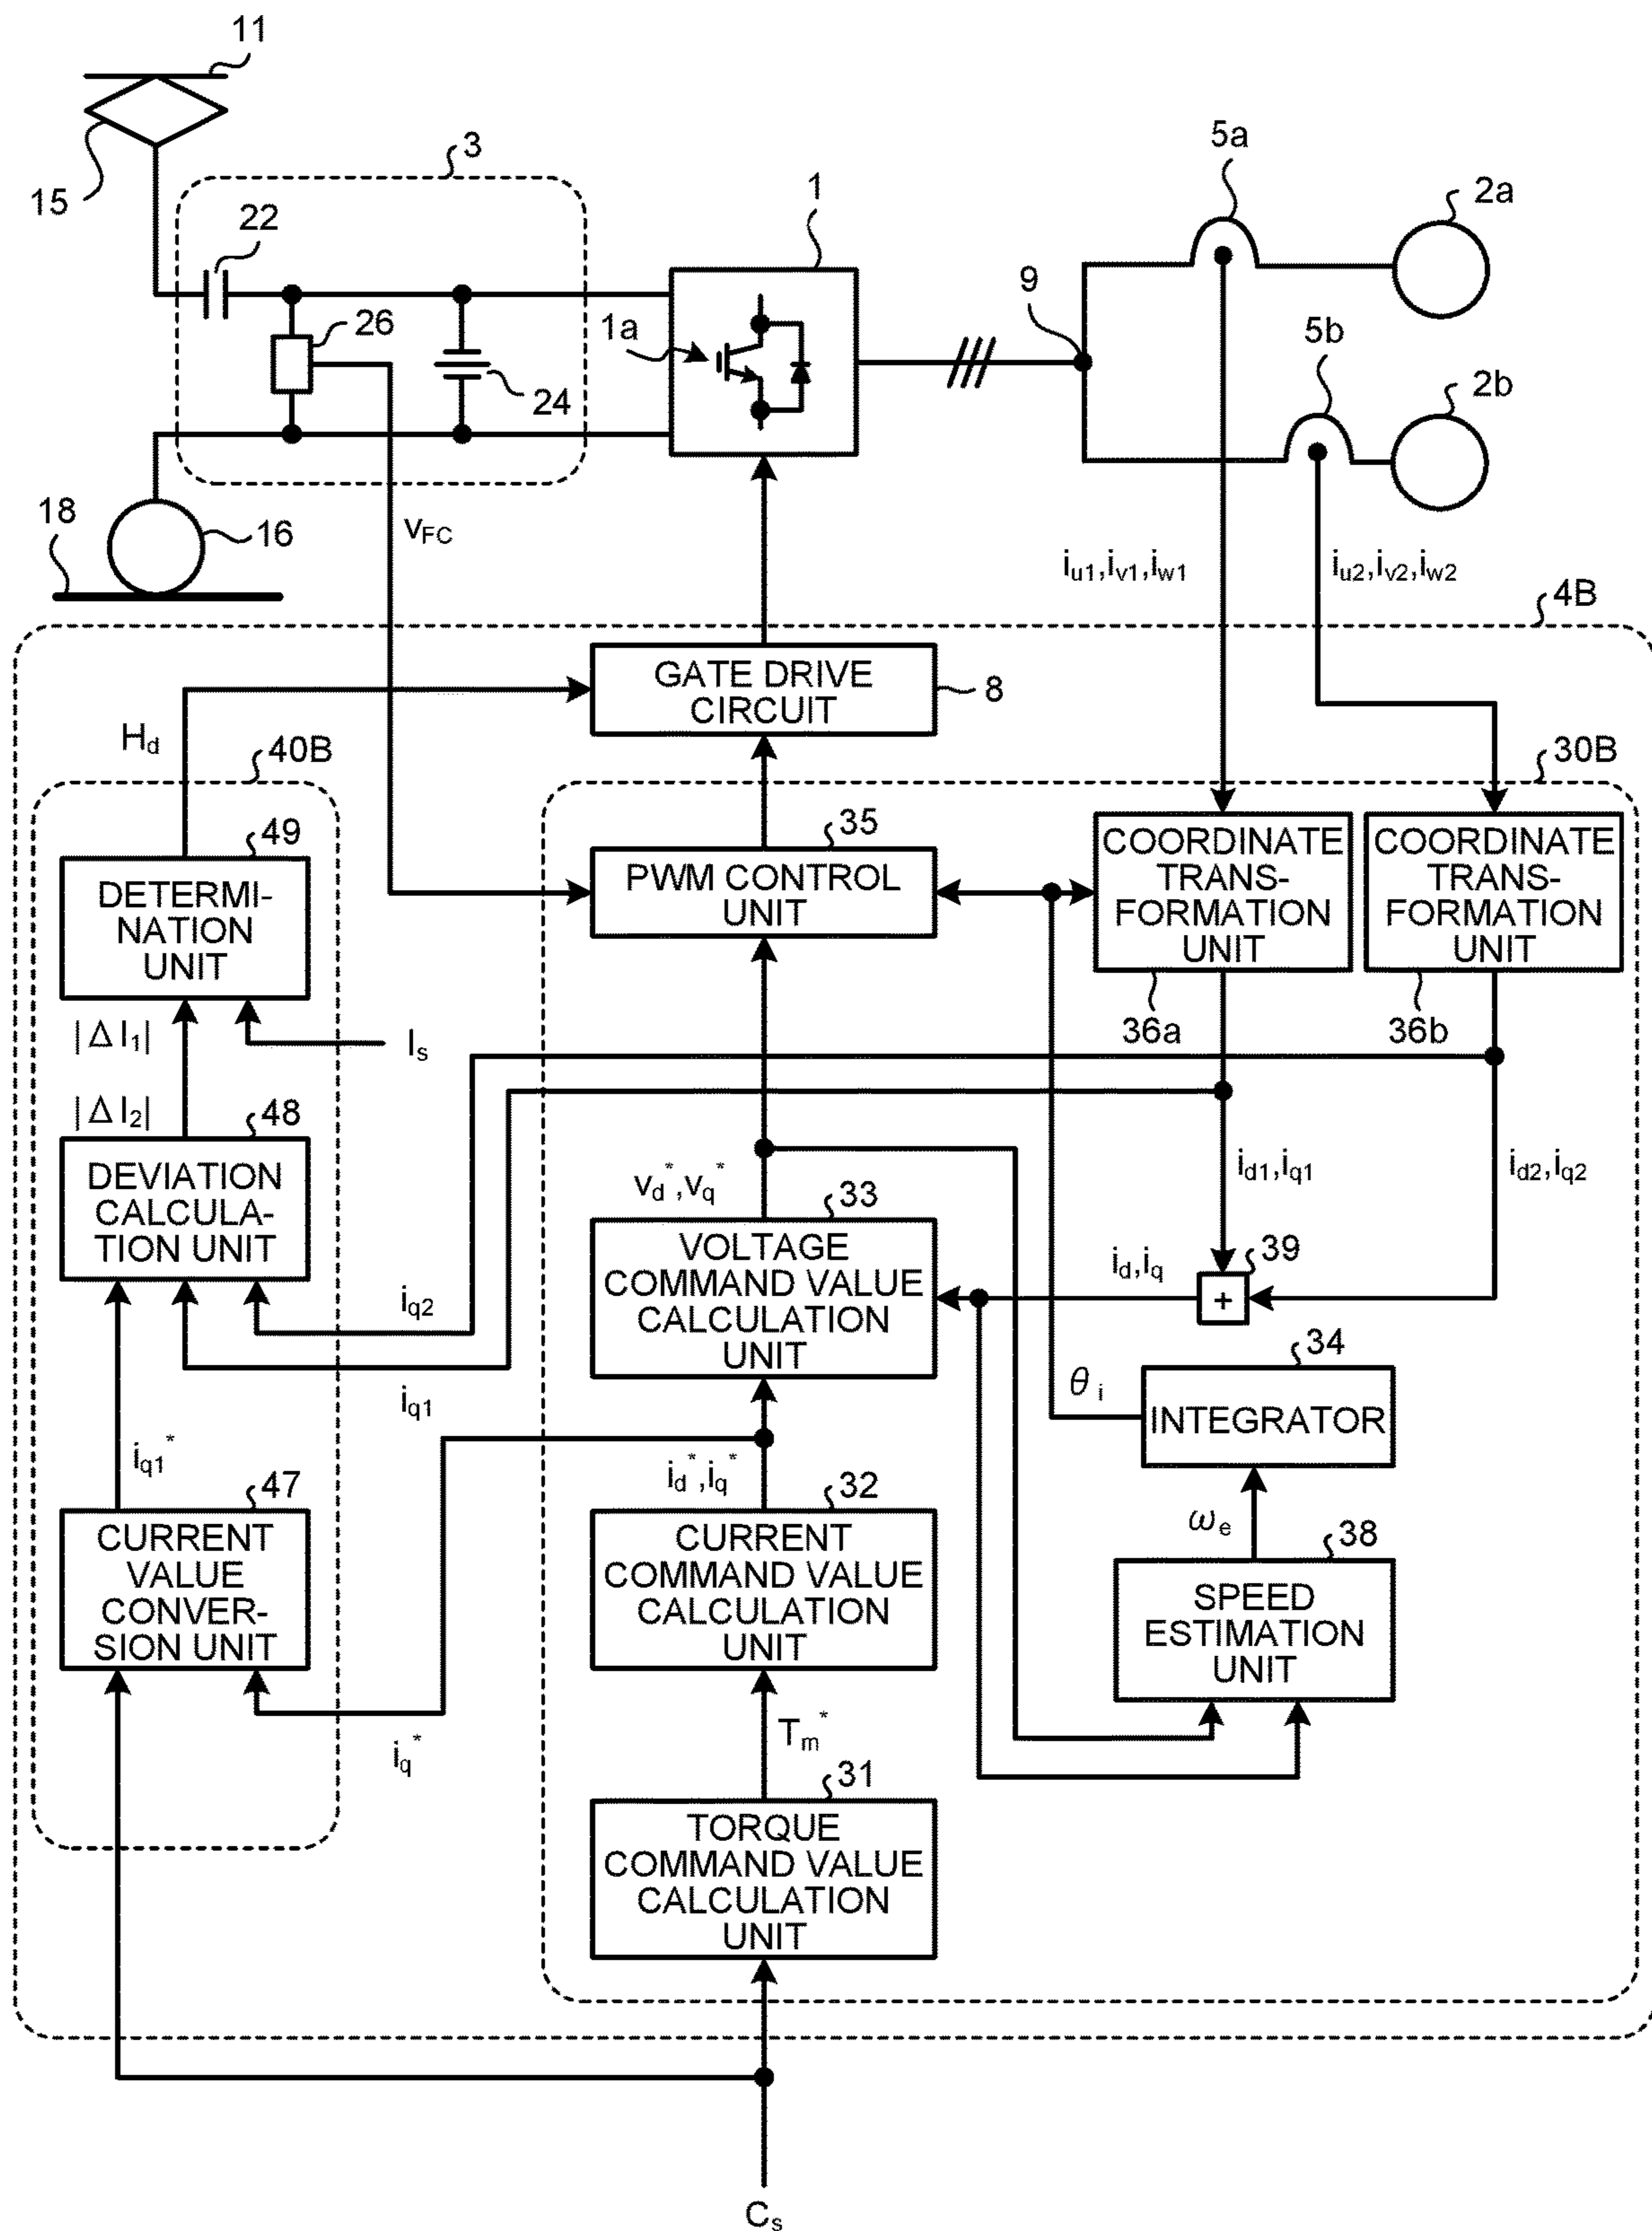 11
15
3
22
26
24
1
1a
9
5a
2a
5b
2b
18
16
vFC
iu1,iv1,iw1
iu2,iv2,iw2
4B
GATE DRIVE
CIRCUIT
8
Hd
40B
30B
49
DETERMI-
NATION
UNIT
35
PWM CONTROL
UNIT
COORDINATE
TRANS-
FORMATION
UNIT
36a
COORDINATE
TRANS-
FORMATION
UNIT
36b
|ΔI1|
Is
|ΔI2|
48
DEVIATION
CALCULA-
TION UNIT
vd*,vq*
33
VOLTAGE
COMMAND VALUE
CALCULATION
UNIT
id1,iq1
id2,iq2
id,iq
39
+
iq2
iq1
34
θi
INTEGRATOR
iq1*
id*,iq*
47
CURRENT
VALUE
CONVER-
SION UNIT
32
CURRENT
COMMAND VALUE
CALCULATION
UNIT
ωe
38
SPEED
ESTIMATION
UNIT
iq*
Tm*
31
TORQUE
COMMAND VALUE
CALCULATION
UNIT
Cs